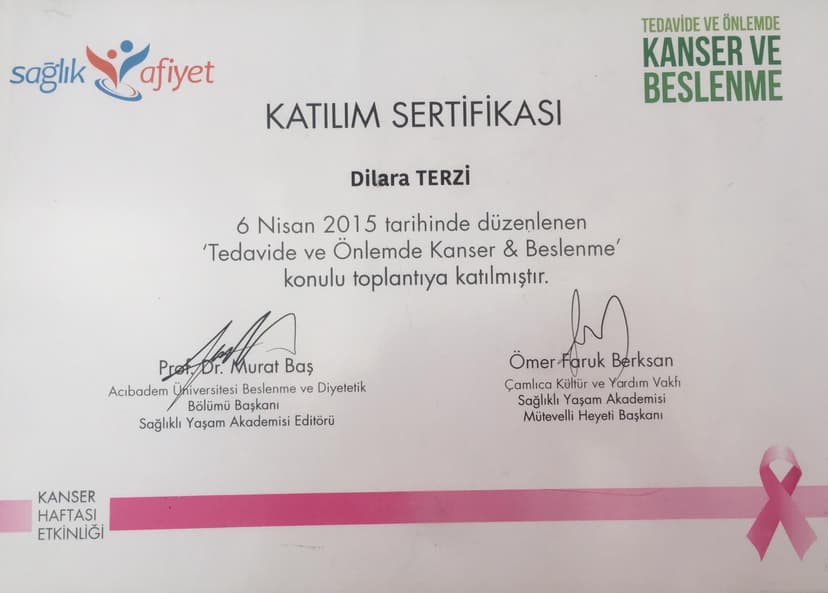 sağlık afiyet
TEDAVİDE VE ÖNLEMDE
KANSER VE
BESLENME
KATILIM SERTİFİKASI
Dilara TERZİ
6 Nisan 2015 tarihinde düzenlenen
‘Tedavide ve Önlemde Kanser & Beslenme’
konulu toplantıya katılmıştır.
Prof. Dr. Murat Baş
Acıbadem Üniversitesi Beslenme ve Diyetetik
Bölümü Başkanı
Sağlıklı Yaşam Akademisi Editörü
Ömer Faruk Berksan
Çamlıca Kültür ve Yardım Vakfı
Sağlıklı Yaşam Akademisi
Mütevelli Heyeti Başkanı
KANSER
HAFTASI
ETKİNLİĞİ